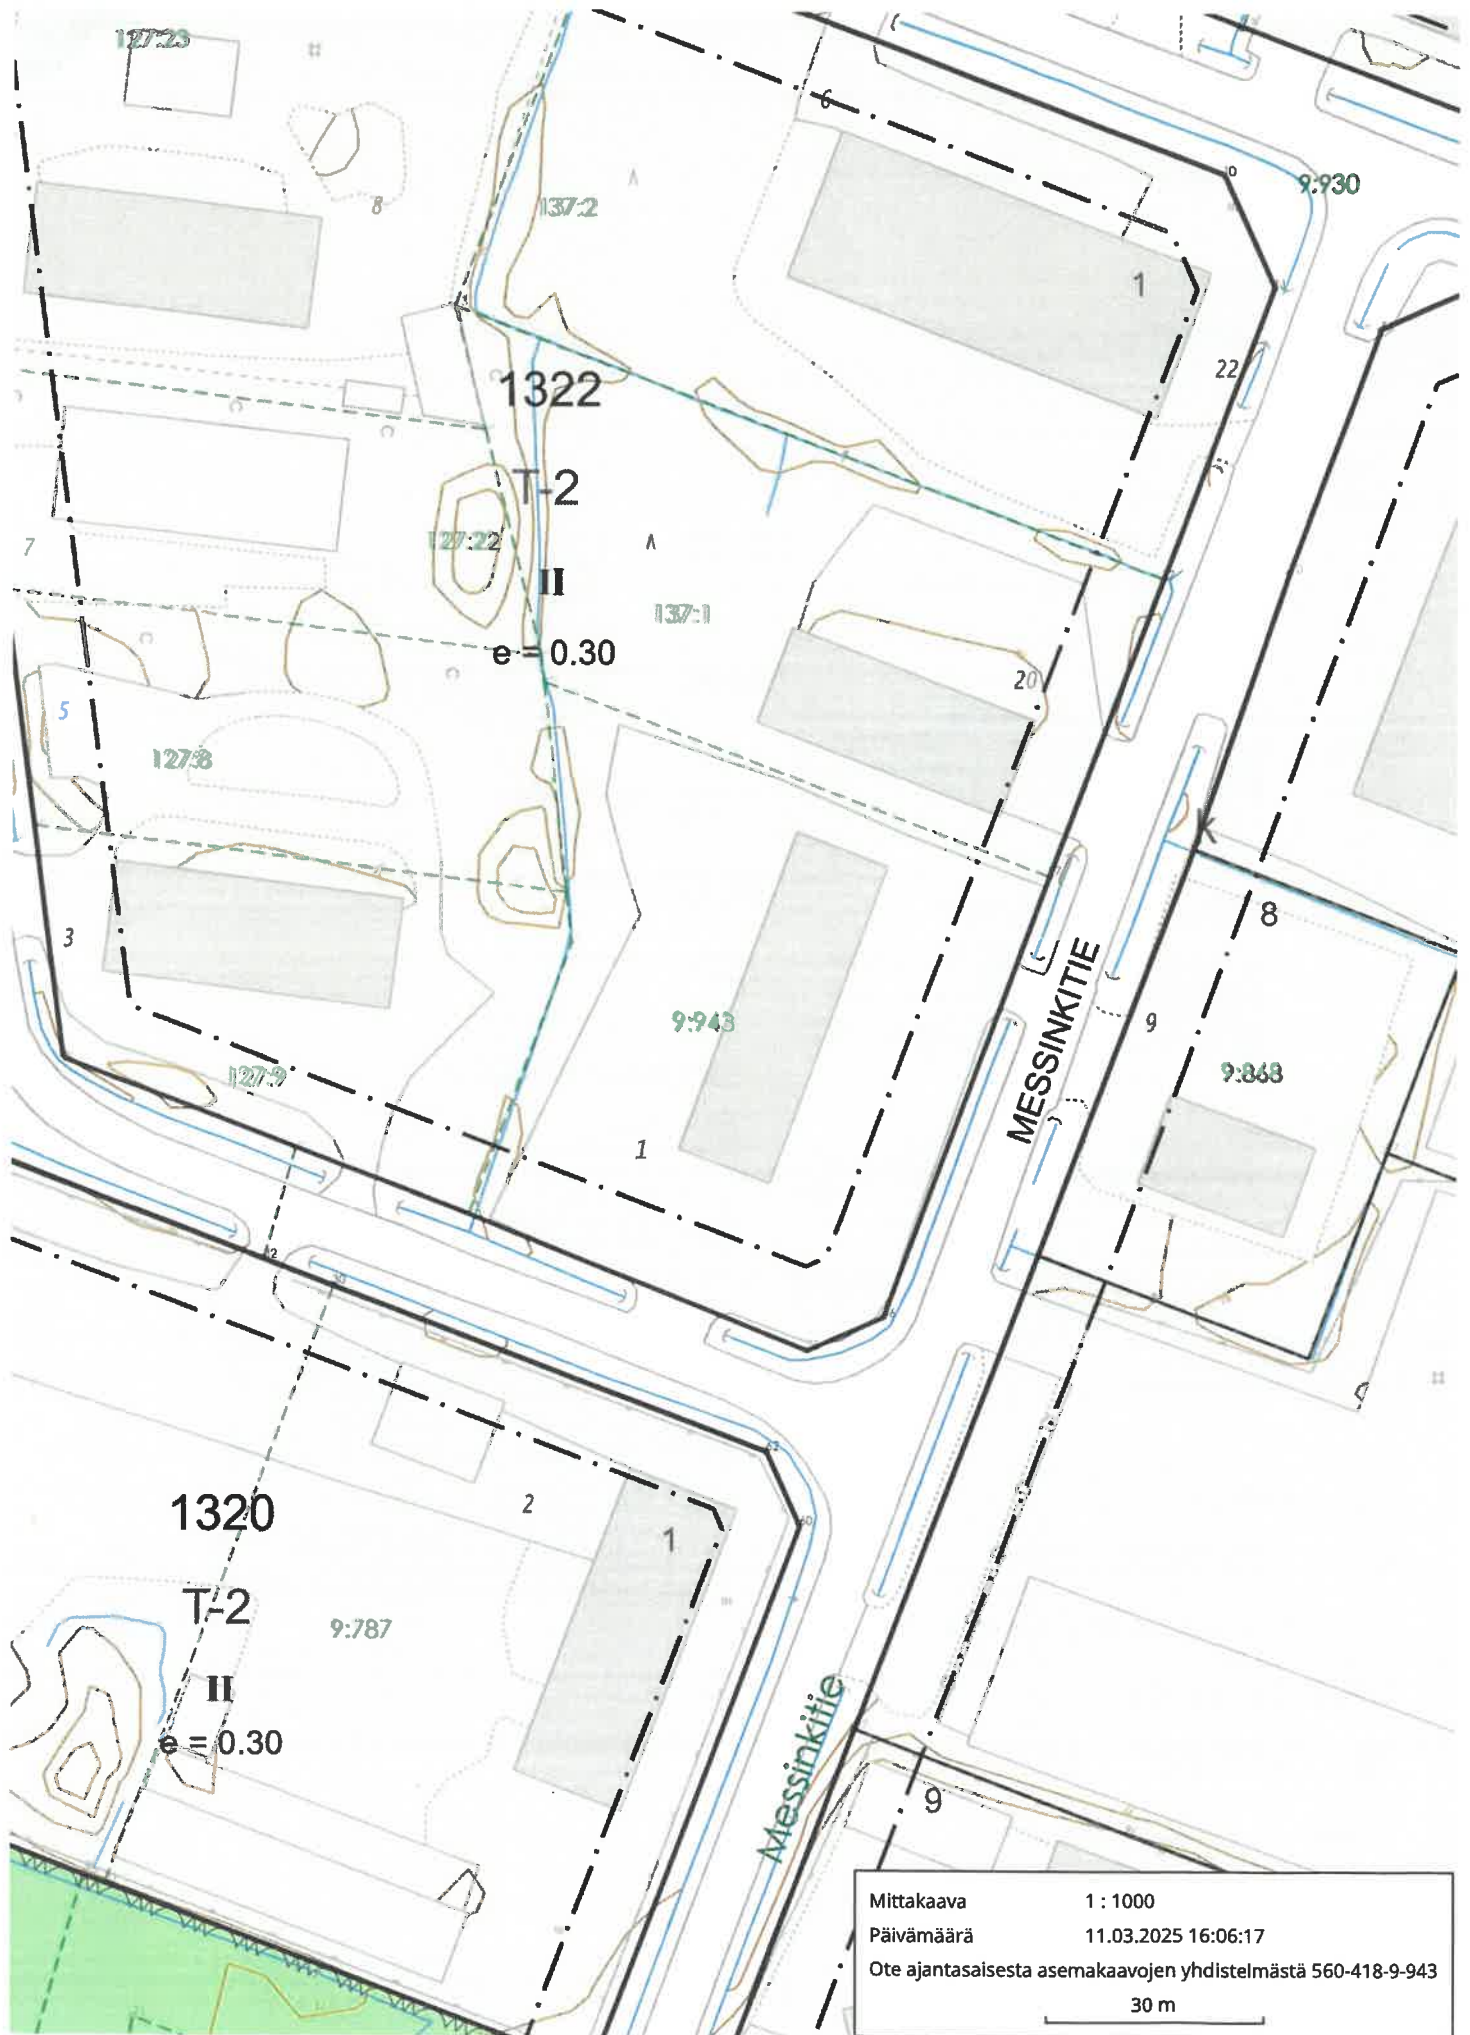 127:23
6
9:930
8
137:2
1
1322
22
T-2
7
127:22
II
137:1
e = 0.30
20
5
127:8
K
8
3
9:943
MESSINKITIE
9
127:9
9:868
1
1320
2
1
T-2
9:787
II
e = 0.30
Messinkitie
9
Mittakaava 1 : 1000
Päivämäärä 11.03.2025 16:06:17
Ote ajantasaisesta asemakaavojen yhdistelmästä 560-418-9-943
30 m